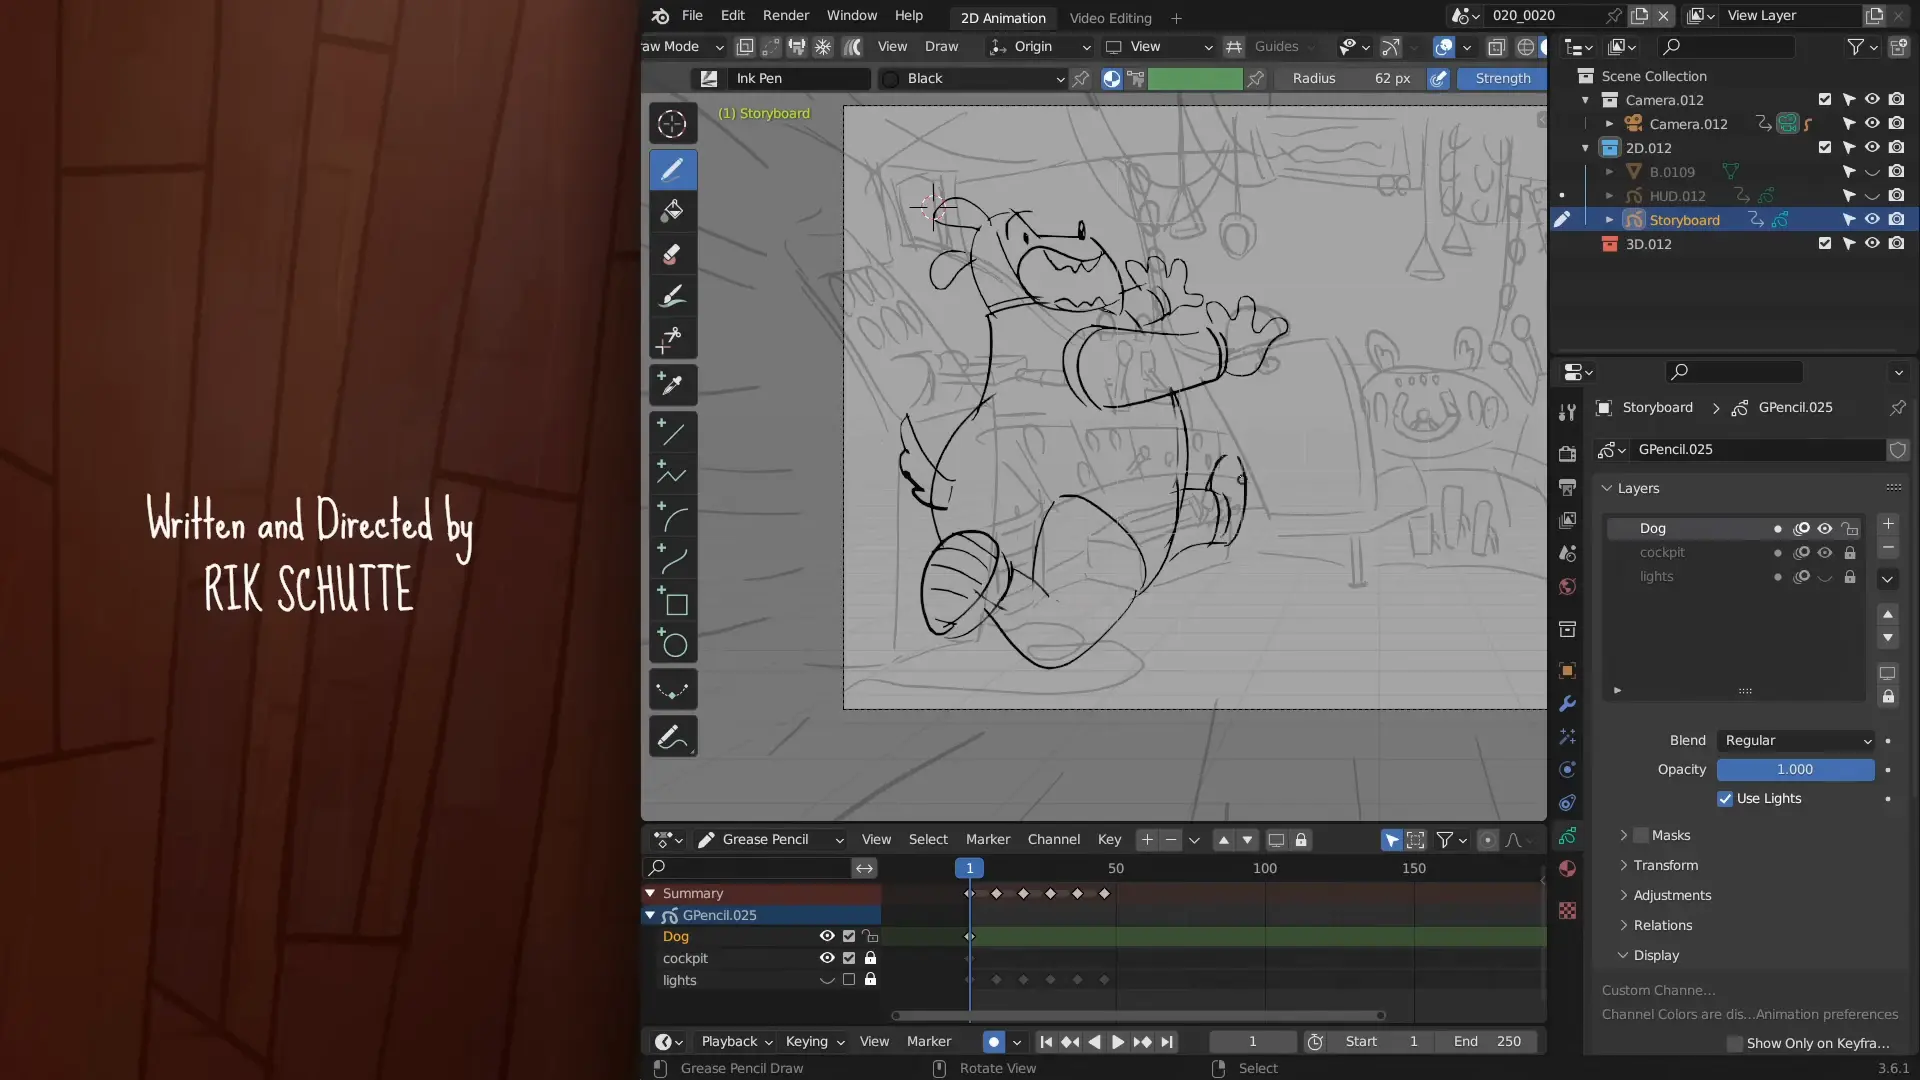 Written and Directed by
RIK SCHUTTE
File Edit Render Window Help 2D Animation Video Editing + 020_0020 View Layer
aw Mode View Draw Origin View Guides
Ink Pen Black Radius 62 px Strength
(1) Storyboard
Scene Collection
Camera.012
Camera.012
2D.012
B.0109
HUD.012
Storyboard
3D.012
Storyboard > GPencil.025
GPencil.025
Layers
Dog
cockpit
lights
Blend Regular
Opacity 1.000
Use Lights
Masks
Transform
Adjustments
Relations
Display
Custom Channe...
Channel Colors are dis...Animation preferences
Show Only on Keyfra...
Grease Pencil View Select Marker Channel Key
1 50 100 150
Summary
GPencil.025
Dog
cockpit
lights
Playback Keying View Marker 1 Start 1 End 250
Grease Pencil Draw Rotate View Select 3.6.1